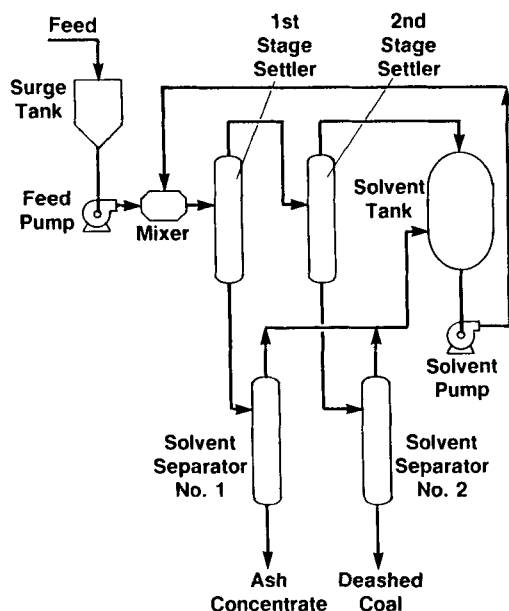 Feed
Surge
Tank
Feed
Pump
Mixer
1st
Stage
Settler
2nd
Stage
Settler
Solvent
Tank
Solvent
Pump
Solvent
Separator
No. 1
Solvent
Separator
No. 2
Ash
Concentrate
Deashed
Coal